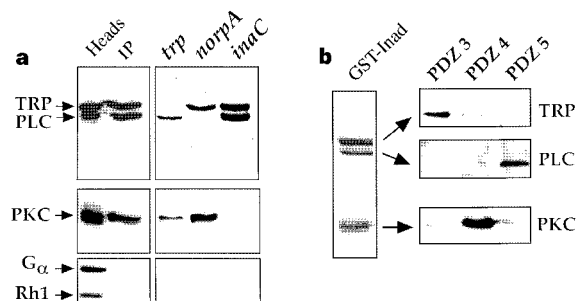 a
Heads IP trp norpA inaC
TRP
PLC
PKC
Gα
Rh1
b
GST-Inad PDZ 3 PDZ 4 PDZ 5
TRP
PLC
PKC